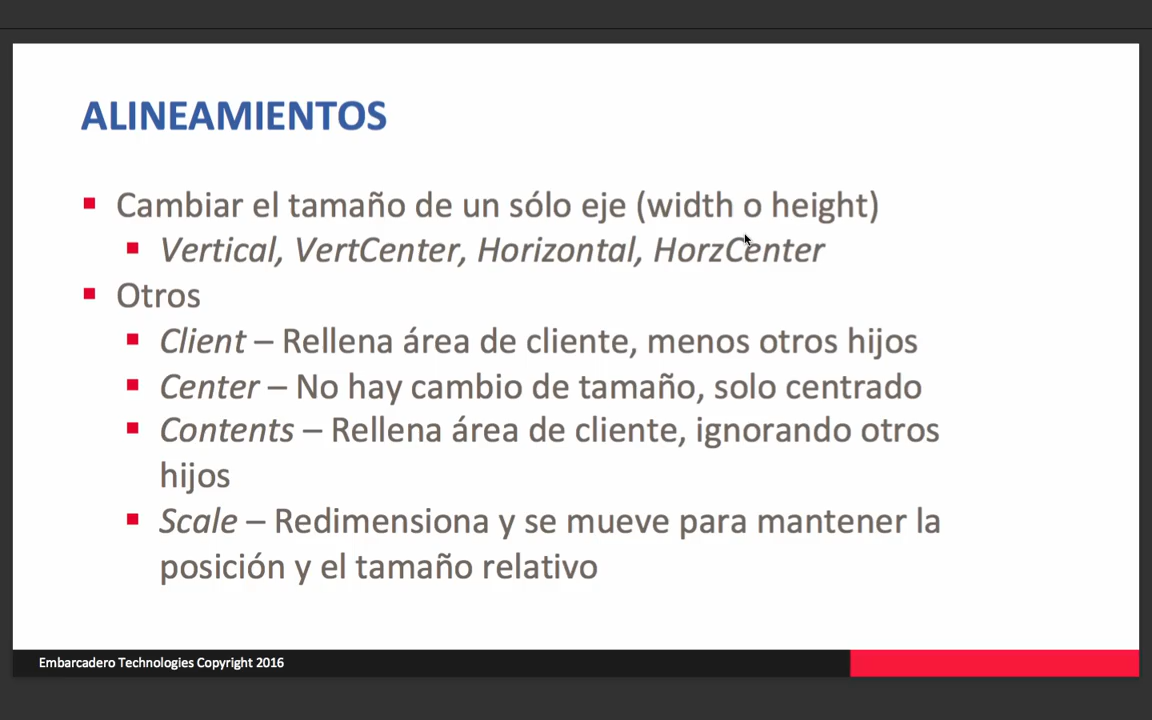 ALINEAMIENTOS
Cambiar el tamaño de un sólo eje (width o height)
Vertical, VertCenter, Horizontal, HorzCenter
Otros
Client – Rellena área de cliente, menos otros hijos
Center – No hay cambio de tamaño, solo centrado
Contents – Rellena área de cliente, ignorando otros
hijos
Scale – Redimensiona y se mueve para mantener la
posición y el tamaño relativo
Embarcadero Technologies Copyright 2016